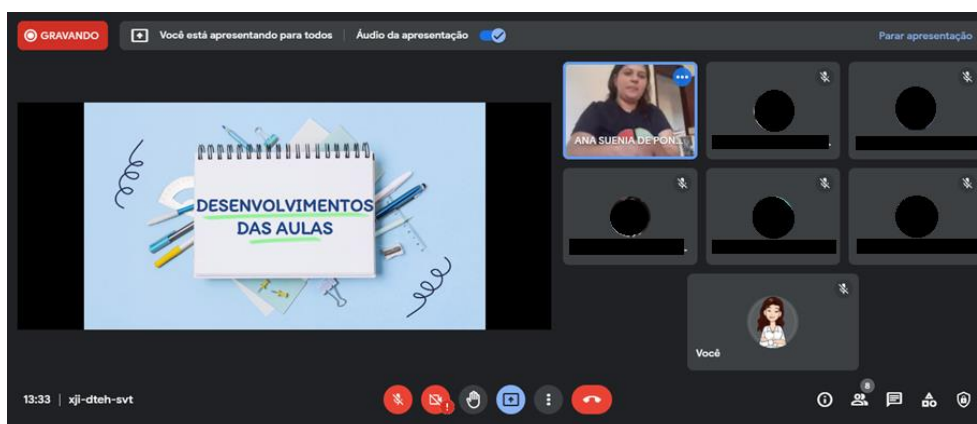 GRAVANDO
Você está apresentando para todos
Áudio da apresentação
Parar apresentação
DESENVOLVIMENTOS
DAS AULAS
ANA SUENIA DE PON...
Você
13:33 | xji-dteh-svt
8